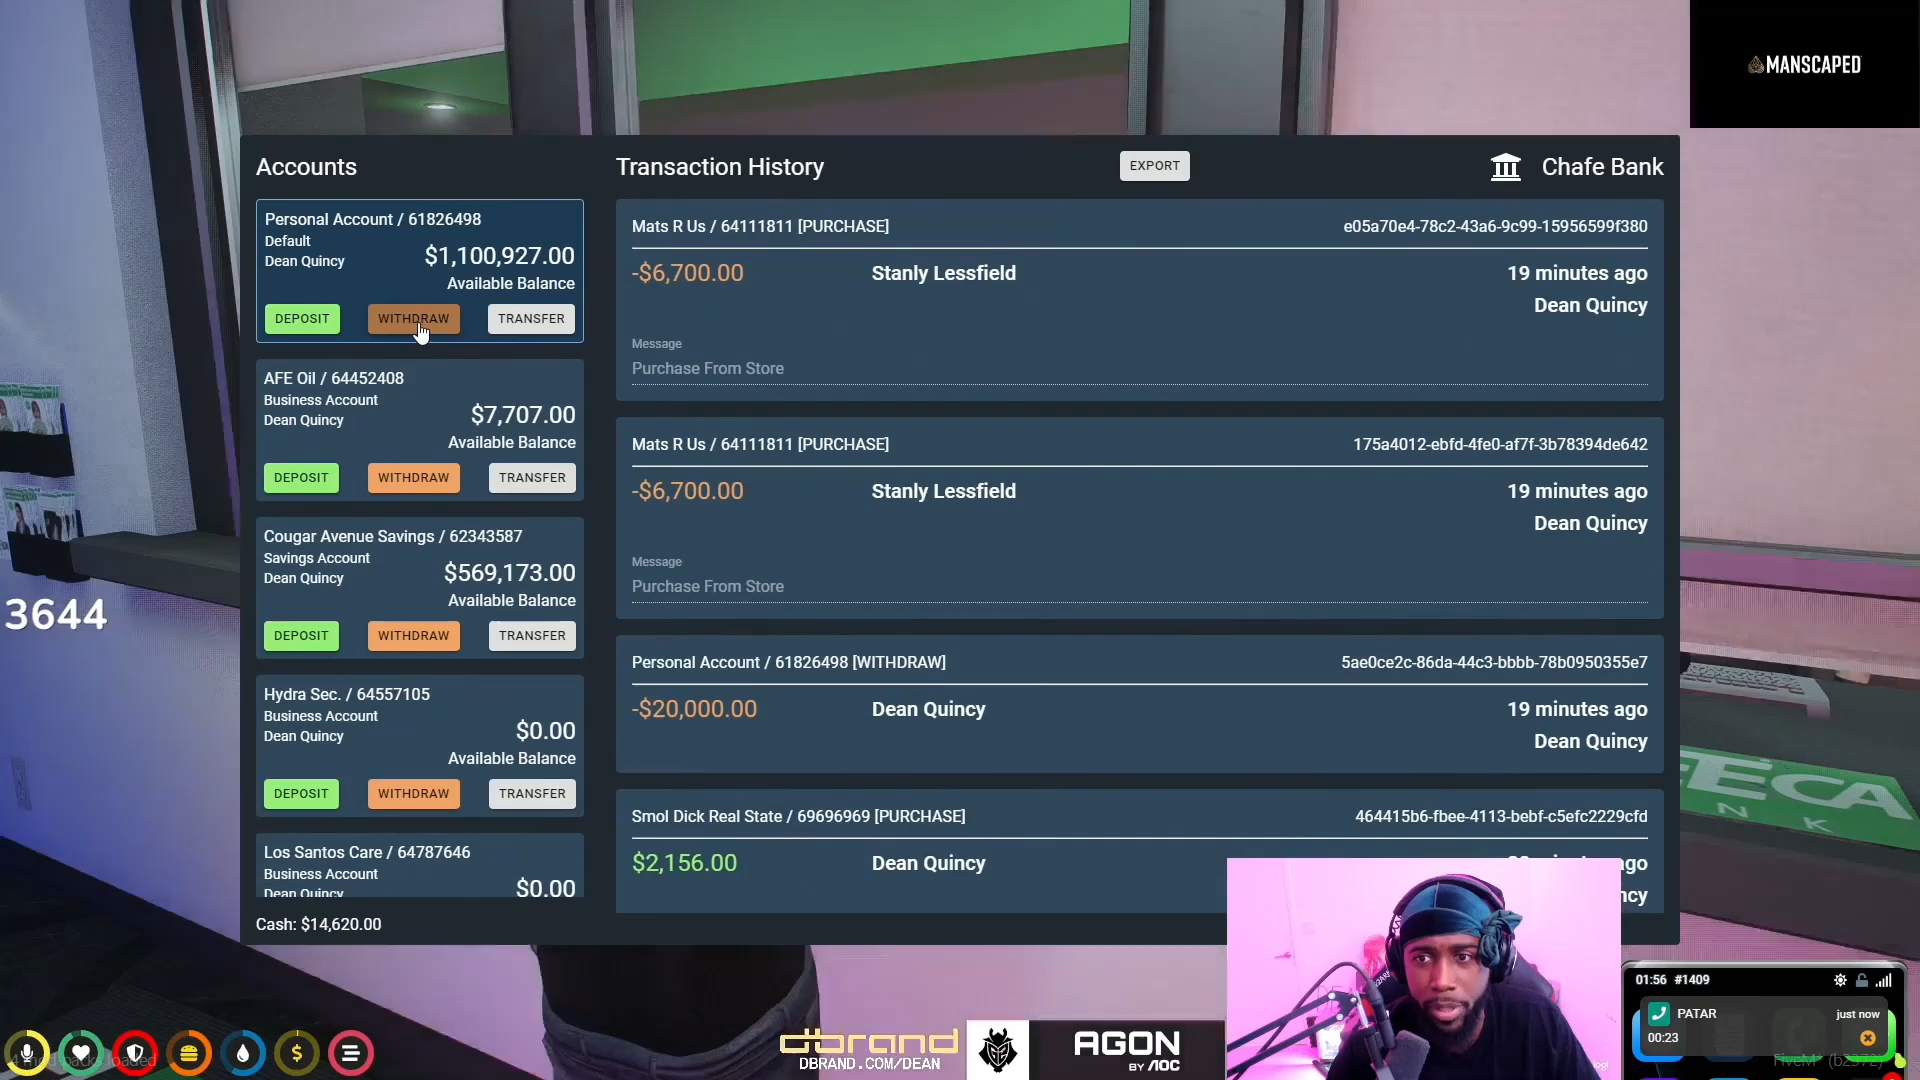 MANSCAPED
Accounts
Personal Account / 61826498
Default
Dean Quincy
$1,100,927.00
Available Balance
DEPOSIT
WITHDRAW
TRANSFER
AFE Oil / 64452408
Business Account
Dean Quincy
$7,707.00
Available Balance
DEPOSIT
WITHDRAW
TRANSFER
Cougar Avenue Savings / 62343587
Savings Account
Dean Quincy
$569,173.00
Available Balance
DEPOSIT
WITHDRAW
TRANSFER
Hydra Sec. / 64557105
Business Account
Dean Quincy
$0.00
Available Balance
DEPOSIT
WITHDRAW
TRANSFER
Los Santos Care / 64787646
Business Account
Dean Quincy
$0.00
Cash: $14,620.00
Transaction History
EXPORT
Chafe Bank
Mats R Us / 64111811 [PURCHASE]
e05a70e4-78c2-43a6-9c99-15956599f380
-$6,700.00
Stanly Lessfield
19 minutes ago
Dean Quincy
Message
Purchase From Store
Mats R Us / 64111811 [PURCHASE]
175a4012-ebfd-4fe0-af7f-3b78394de642
-$6,700.00
Stanly Lessfield
19 minutes ago
Dean Quincy
Message
Purchase From Store
Personal Account / 61826498 [WITHDRAW]
5ae0ce2c-86da-44c3-bbbb-78b0950355e7
-$20,000.00
Dean Quincy
19 minutes ago
Dean Quincy
Smol Dick Real State / 69696969 [PURCHASE]
464415b6-fbee-4113-bebf-c5efc2229cfd
$2,156.00
Dean Quincy
ago
3644
dbrand
DBRAND.COM/DEAN
AGON
BY AOC
01:56 #1409
PATAR
just now
00:23
FiveM* (b2372)
loaded